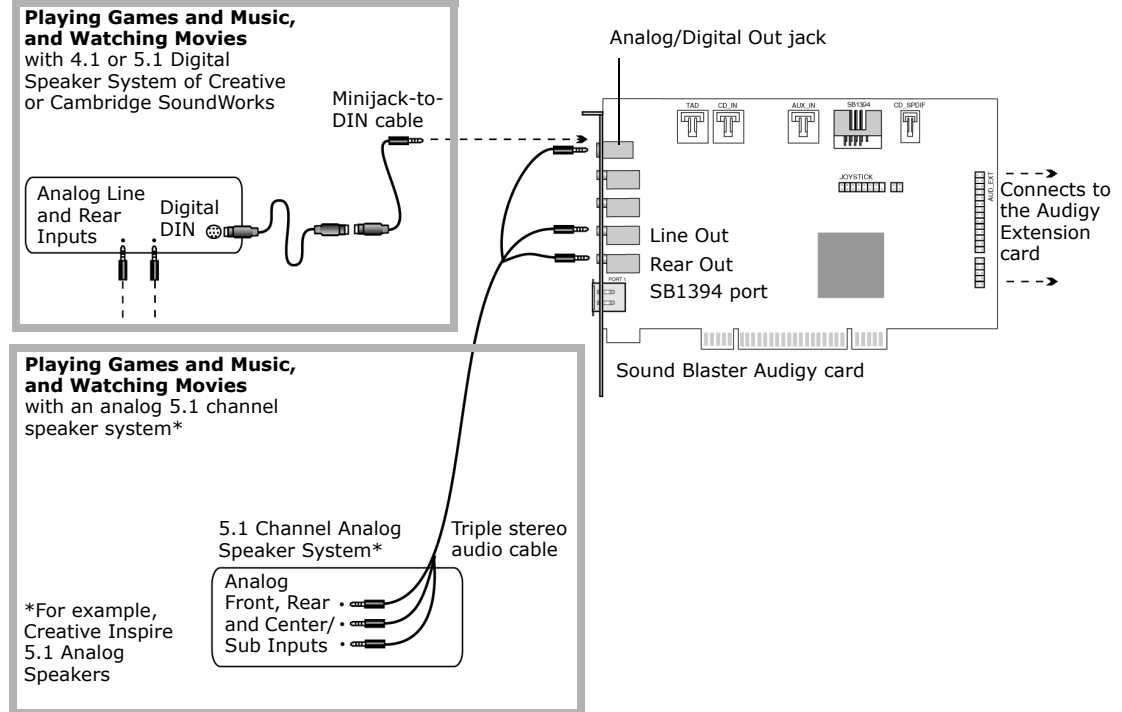 Playing Games and Music,
and Watching Movies
with 4.1 or 5.1 Digital
Speaker System of Creative
or Cambridge SoundWorks
Minijack-to-
DIN cable
Analog Line
and Rear
Inputs
Digital
DIN
Analog/Digital Out jack
TAD
CD_IN
AUX_IN
SB1394
CD_SPDIF
JOYSTICK
AUD_EXT
Connects to
the Audigy
Extension
card
Line Out
Rear Out
PORT 1
SB1394 port
Sound Blaster Audigy card
Playing Games and Music,
and Watching Movies
with an analog 5.1 channel
speaker system*
5.1 Channel Analog
Speaker System*
Triple stereo
audio cable
Analog
Front, Rear
and Center/
Sub Inputs
*For example,
Creative Inspire
5.1 Analog
Speakers